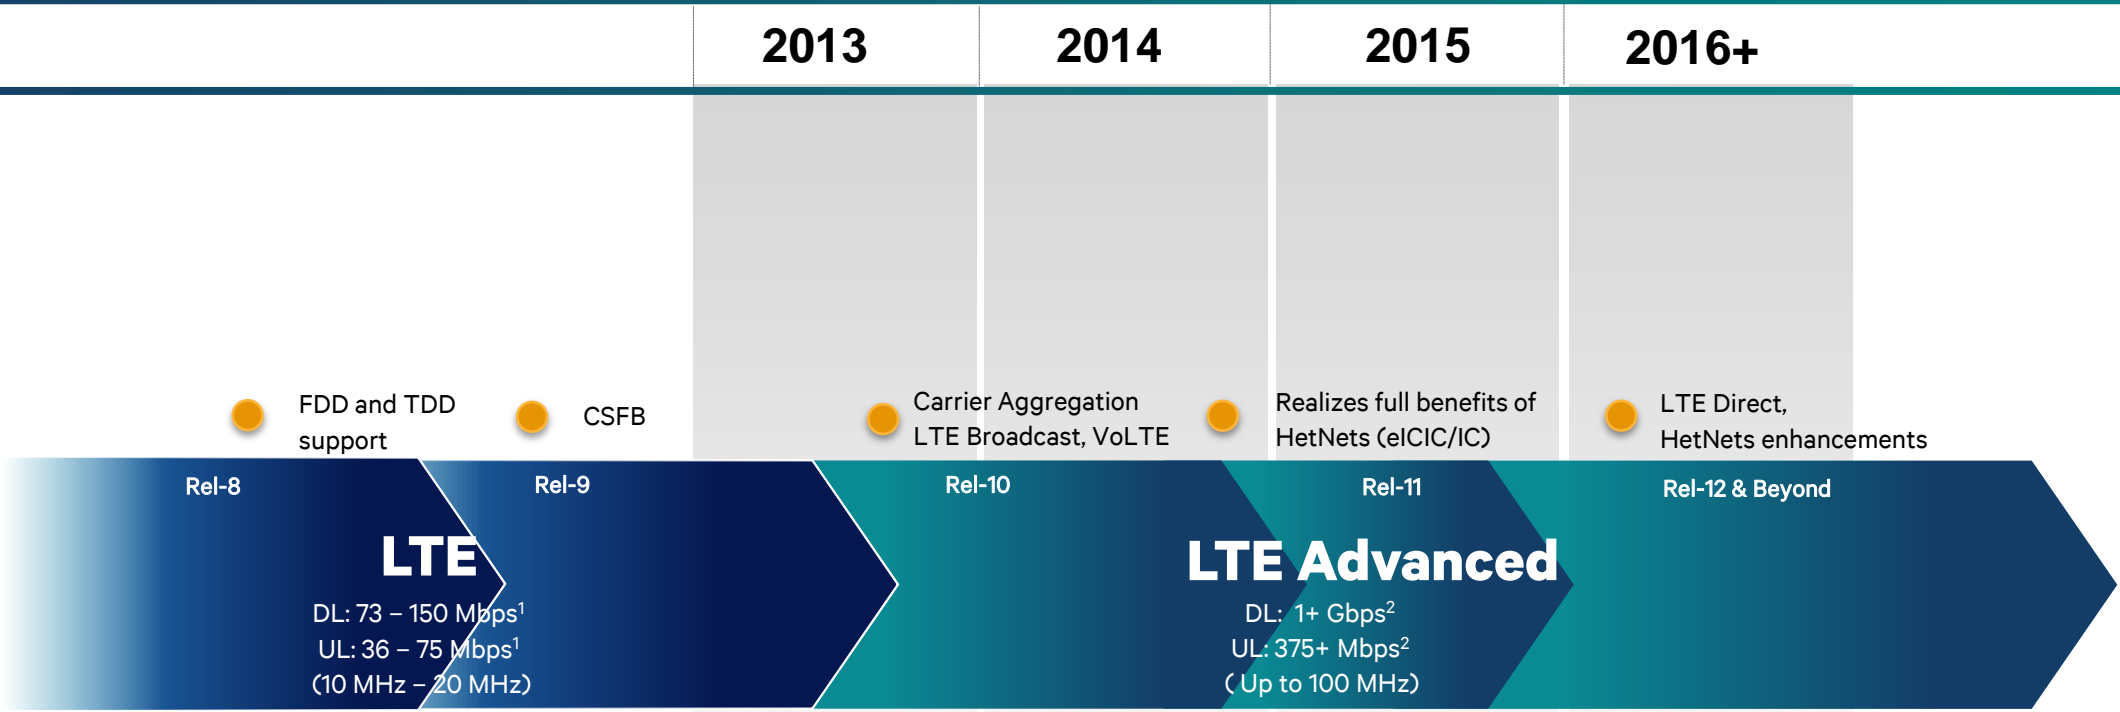 2013
2014
2015
2016+
FDD and TDD
support
CSFB
Carrier Aggregation
LTE Broadcast, VoLTE
Realizes full benefits of
HetNets (eICIC/IC)
LTE Direct,
HetNets enhancements
Rel-8
Rel-9
Rel-10
Rel-11
Rel-12 & Beyond
LTE
DL: 73 – 150 Mbps¹
UL: 36 – 75 Mbps¹
(10 MHz – 20 MHz)
LTE Advanced
DL: 1+ Gbps²
UL: 375+ Mbps²
( Up to 100 MHz)